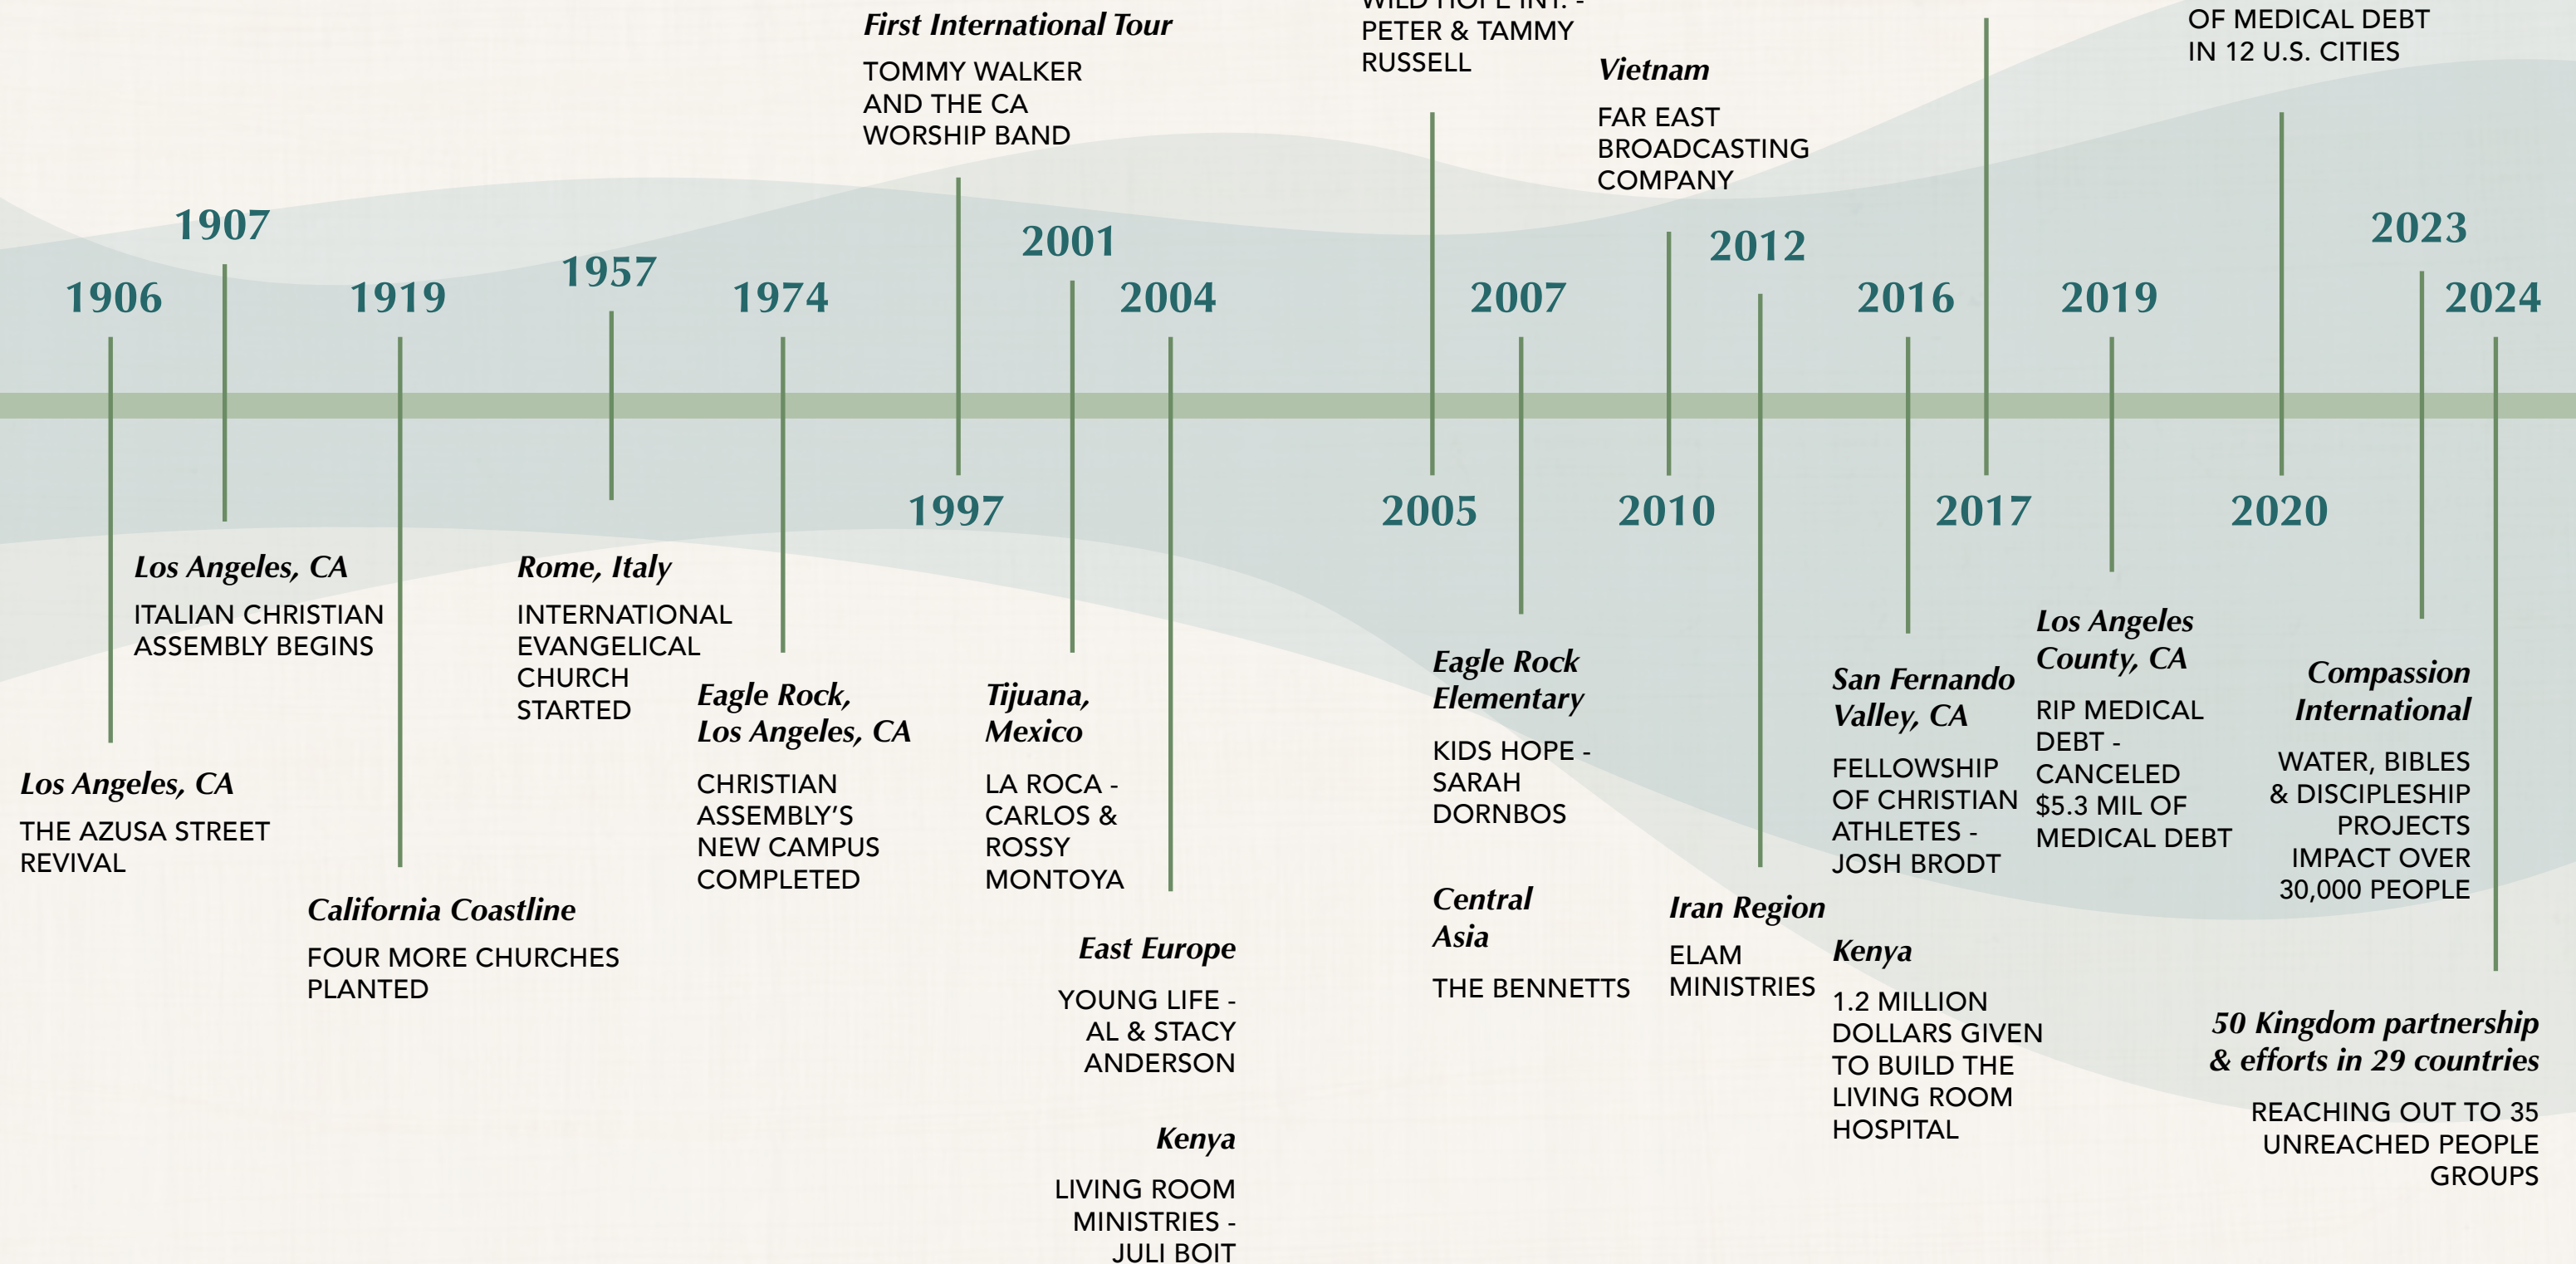 First International Tour
TOMMY WALKER
AND THE CA
WORSHIP BAND
WILD HOPE INT. -
PETER & TAMMY
RUSSELL
Vietnam
FAR EAST
BROADCASTING
COMPANY
OF MEDICAL DEBT
IN 12 U.S. CITIES
1906
1907
1919
1957
1974
2001
2004
2007
2012
2016
2019
2023
2024
1997
2005
2010
2017
2020
Los Angeles, CA
THE AZUSA STREET
REVIVAL
Los Angeles, CA
ITALIAN CHRISTIAN
ASSEMBLY BEGINS
California Coastline
FOUR MORE CHURCHES
PLANTED
Rome, Italy
INTERNATIONAL
EVANGELICAL
CHURCH
STARTED
Eagle Rock,
Los Angeles, CA
CHRISTIAN
ASSEMBLY’S
NEW CAMPUS
COMPLETED
Tijuana,
Mexico
LA ROCA -
CARLOS &
ROSSY
MONTOYA
East Europe
YOUNG LIFE -
AL & STACY
ANDERSON
Kenya
LIVING ROOM
MINISTRIES -
JULI BOIT
Eagle Rock
Elementary
KIDS HOPE -
SARAH
DORNBOS
Central
Asia
THE BENNETTS
Iran Region
ELAM
MINISTRIES
San Fernando
Valley, CA
FELLOWSHIP
OF CHRISTIAN
ATHLETES -
JOSH BRODT
Kenya
1.2 MILLION
DOLLARS GIVEN
TO BUILD THE
LIVING ROOM
HOSPITAL
Los Angeles
County, CA
RIP MEDICAL
DEBT -
CANCELED
$5.3 MIL OF
MEDICAL DEBT
Compassion
International
WATER, BIBLES
& DISCIPLESHIP
PROJECTS
IMPACT OVER
30,000 PEOPLE
50 Kingdom partnership
& efforts in 29 countries
REACHING OUT TO 35
UNREACHED PEOPLE
GROUPS